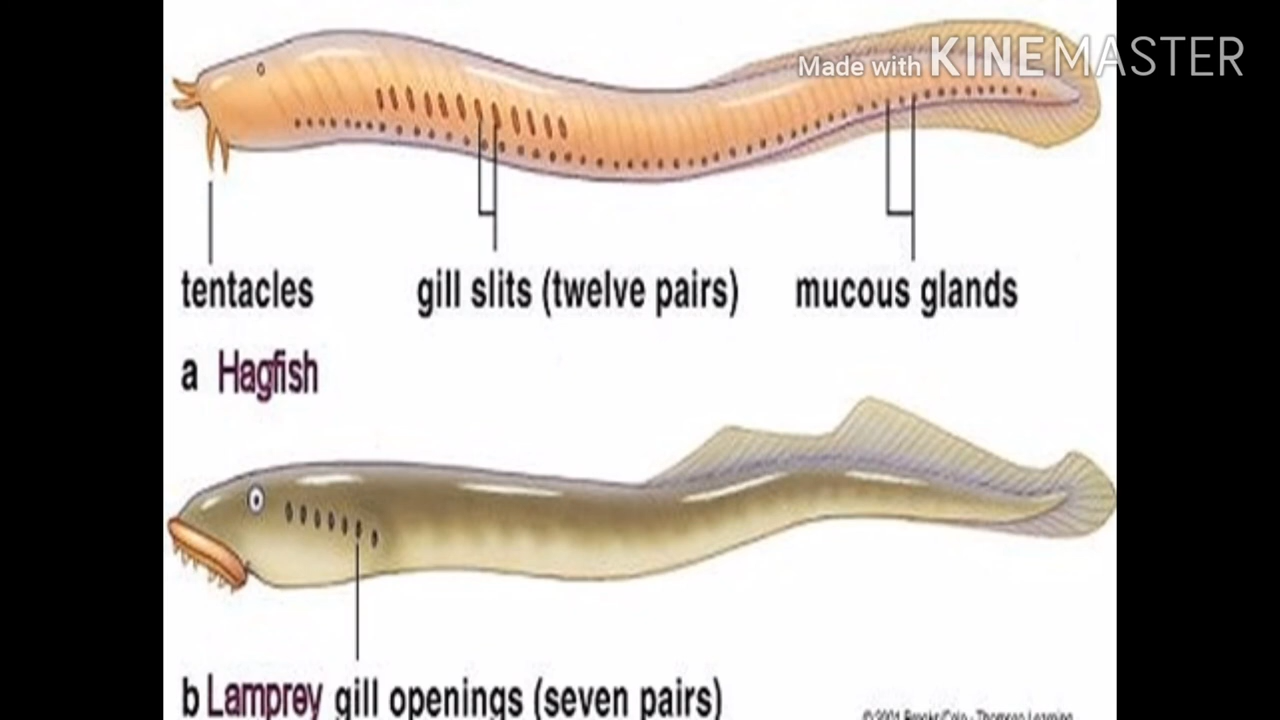 Made with KINEMASTER
tentacles
gill slits (twelve pairs)
mucous glands
a Hagfish
b Lamprey gill openings (seven pairs)